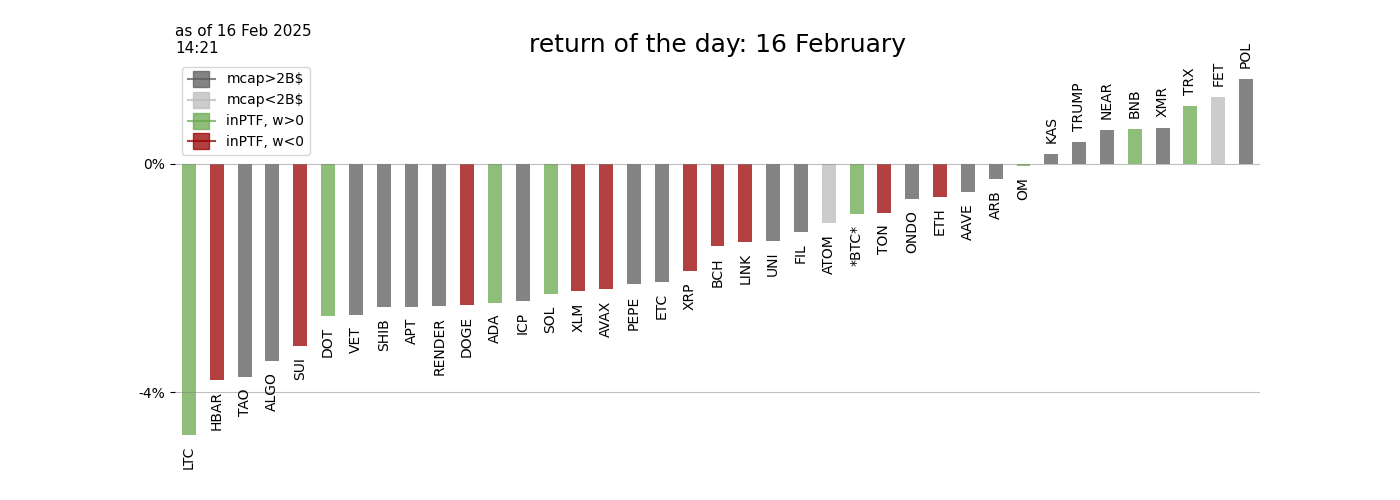 as of 16 Feb 2025
14:21
return of the day: 16 February
mcap>2B$
mcap<2B$
inPTF, w>0
inPTF, w<0
0%
-4%
LTC
HBAR
TAO
ALGO
SUI
DOT
VET
SHIB
APT
RENDER
DOGE
ADA
ICP
SOL
XLM
AVAX
PEPE
ETC
XRP
BCH
LINK
UNI
FIL
ATOM
*BTC*
TON
ONDO
ETH
AAVE
ARB
OM
KAS
TRUMP
NEAR
BNB
XMR
TRX
FET
POL